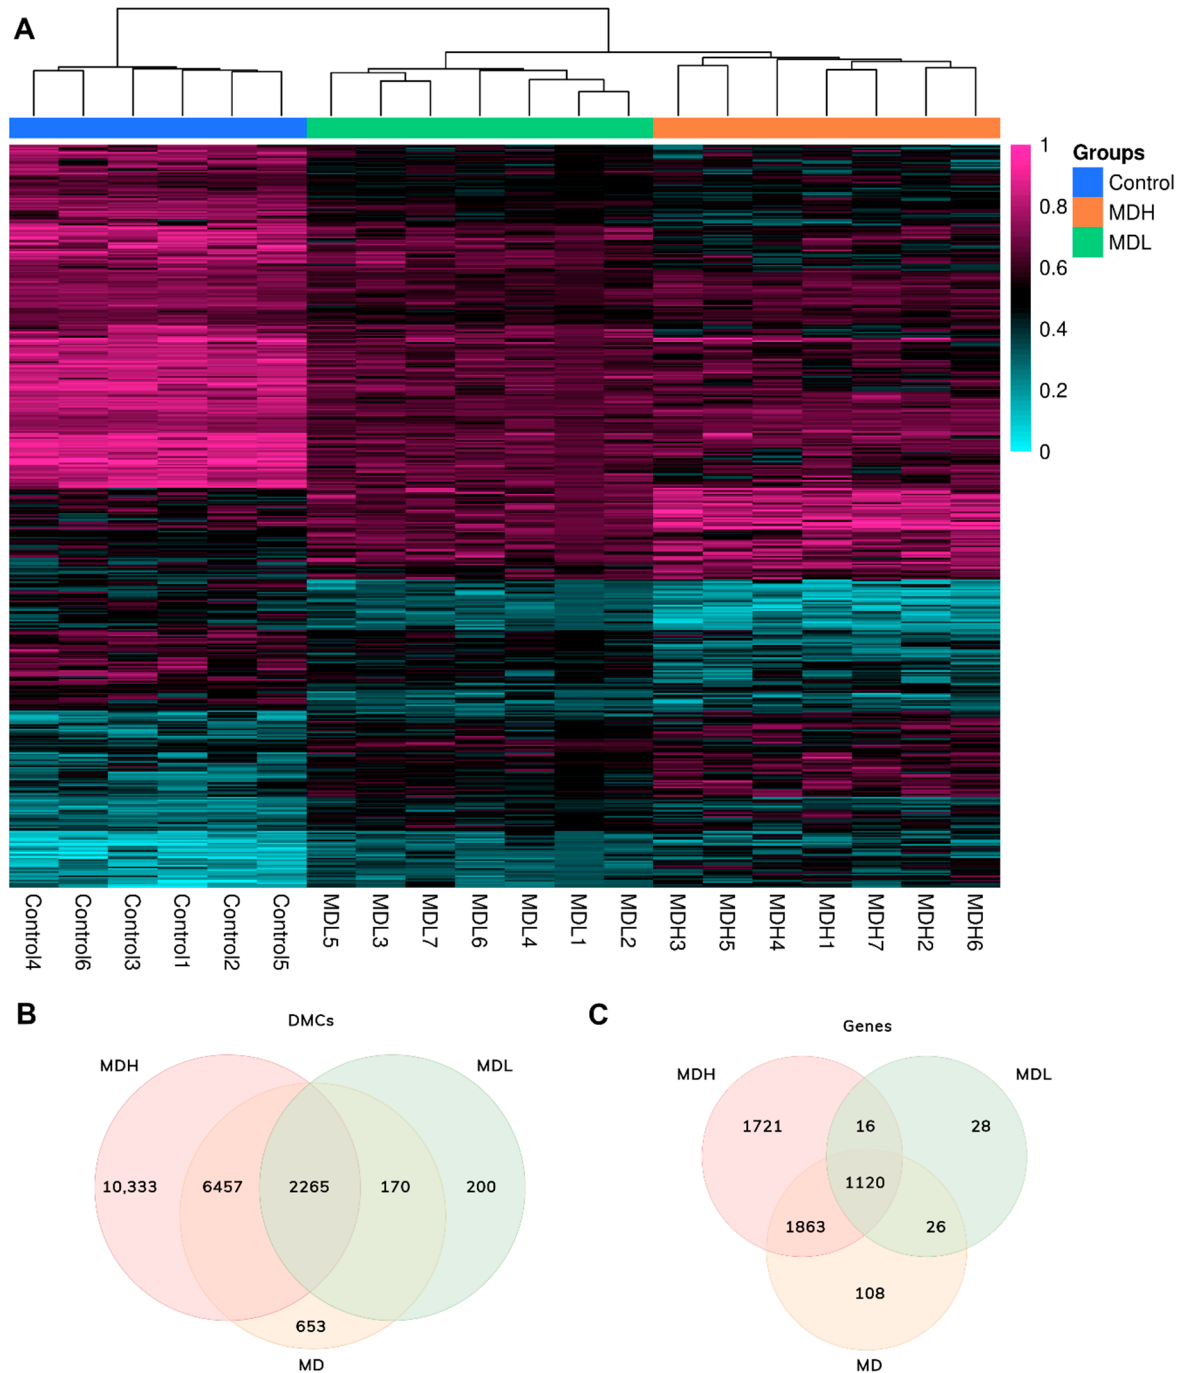 A
1
0.8
0.6
0.4
0.2
0
Groups
Control
MDH
MDL
Control4
Control6
Control3
Control1
Control2
Control5
MDL5
MDL3
MDL7
MDL6
MDL4
MDL1
MDL2
MDH3
MDH5
MDH4
MDH1
MDH7
MDH2
MDH6
B
DMCs
MDH
MDL
10,333
6457
2265
170
200
653
MD
C
Genes
MDH
MDL
1721
16
28
1120
1863
26
108
MD